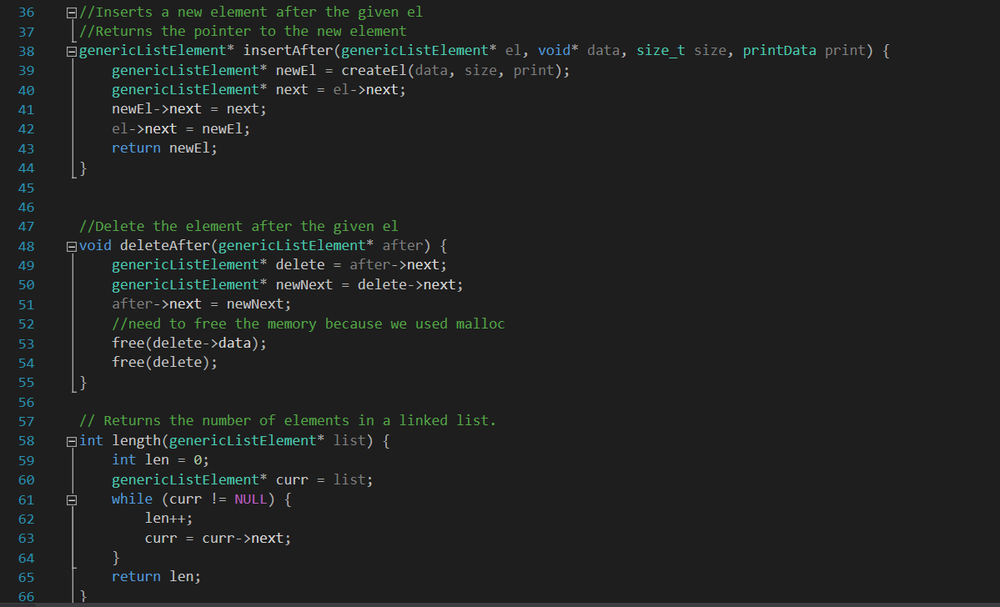 36 //Inserts a new element after the given el
37 //Returns the pointer to the new element
38 genericListElement* insertAfter(genericListElement* el, void* data, size_t size, printData print) {
39     genericListElement* newEl = createEl(data, size, print);
40     genericListElement* next = el->next;
41     newEl->next = next;
42     el->next = newEl;
43     return newEl;
44 }
45
46
47 //Delete the element after the given el
48 void deleteAfter(genericListElement* after) {
49     genericListElement* delete = after->next;
50     genericListElement* newNext = delete->next;
51     after->next = newNext;
52     //need to free the memory because we used malloc
53     free(delete->data);
54     free(delete);
55 }
56
57 // Returns the number of elements in a linked list.
58 int length(genericListElement* list) {
59     int len = 0;
60     genericListElement* curr = list;
61     while (curr != NULL) {
62         len++;
63         curr = curr->next;
64     }
65     return len;
66 }